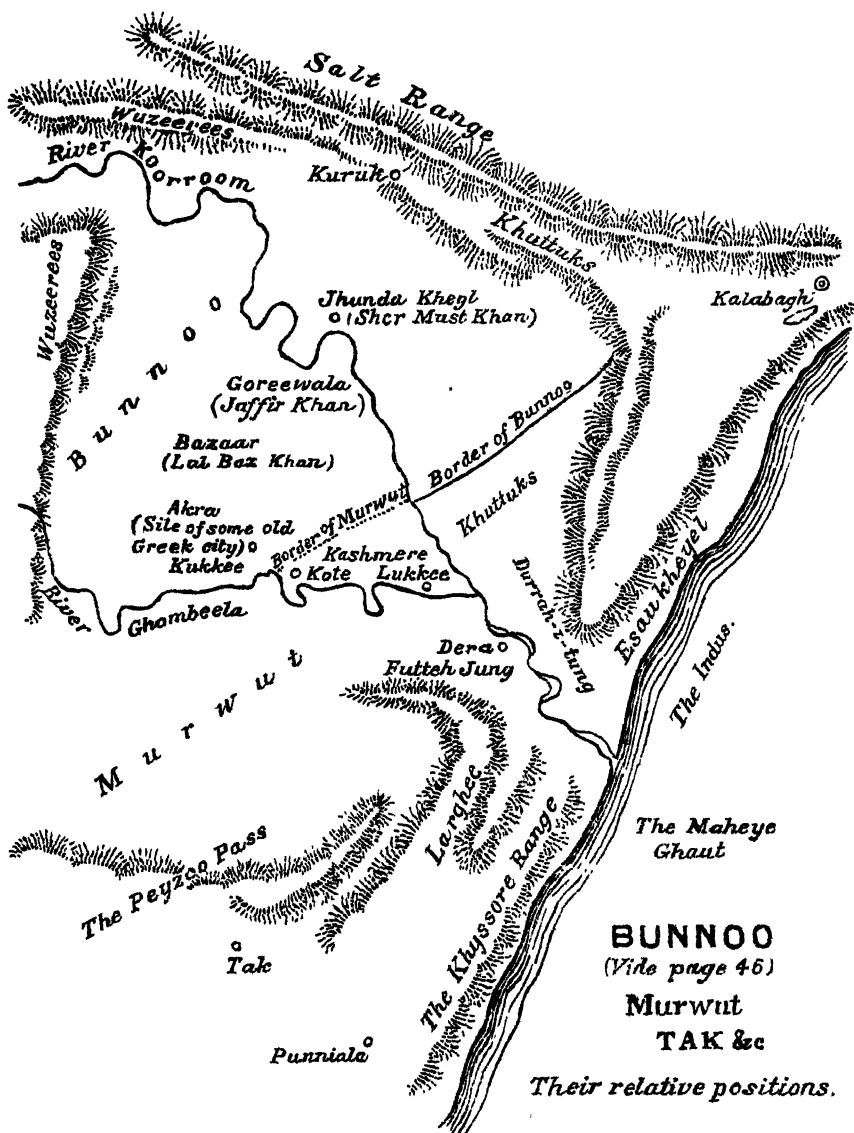 Salt Range
Wuzeerees
River Koorroom
Kuruk
Khuttuks
Kalabagh
Wuzeerees
Jhunda Kheyl
(Sher Must Khan)
Bunnoo
Goreewala
(Jaffir Khan)
Bazaar
(Lal Baz Khan)
Border of Bunnoo
Akra
(Site of some old
Greek city)
Kukkee
Border of Murwut
Khuttuks
Kashmere
Kote
Lukkee
River Ghombeela
Durrah-i-tung
Esaukheyel
The Indus.
Dera
Futteh Jung
Murwut
Larghee
The Peyzoo Pass
The Khyssore Range
The Maheye
Ghaut
Tak
Punniala
BUNNOO
(Vide page 46)
Murwut
TAK &c
Their relative positions.